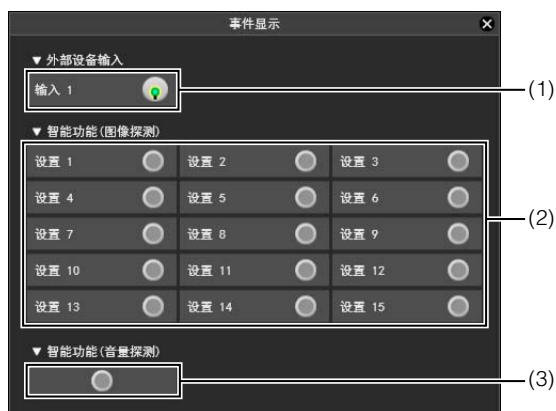 事件显示
▼ 外部设备输入
输入 1
(1)
▼ 智能功能(图像探测)
设置 1 设置 2 设置 3
设置 4 设置 5 设置 6
(2)
设置 7 设置 8 设置 9
设置 10 设置 11 设置 12
设置 13 设置 14 设置 15
▼ 智能功能(音量探测)
(3)